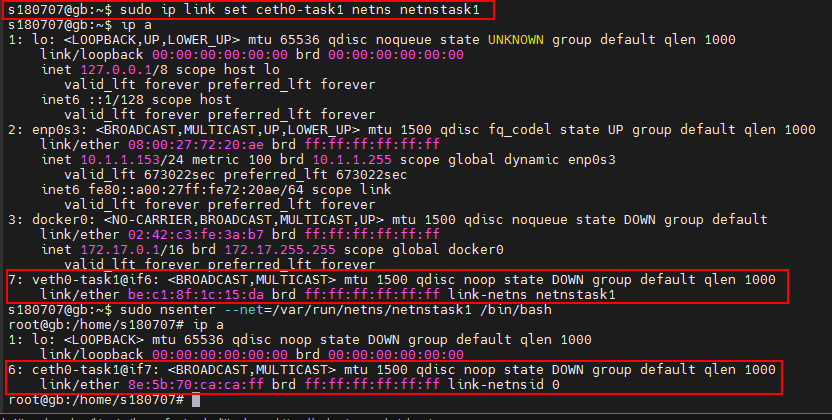 s180707@gb:~$ sudo ip link set ceth0-task1 netns netnstask1
s180707@gb:~$ ip a
1: lo: <LOOPBACK,UP,LOWER_UP> mtu 65536 qdisc noqueue state UNKNOWN group default qlen 1000
    link/loopback 00:00:00:00:00:00 brd 00:00:00:00:00:00
    inet 127.0.0.1/8 scope host lo
       valid_lft forever preferred_lft forever
    inet6 ::1/128 scope host
       valid_lft forever preferred_lft forever
2: enp0s3: <BROADCAST,MULTICAST,UP,LOWER_UP> mtu 1500 qdisc fq_codel state UP group default qlen 1000
    link/ether 08:00:27:72:20:ae brd ff:ff:ff:ff:ff:ff
    inet 10.1.1.153/24 metric 100 brd 10.1.1.255 scope global dynamic enp0s3
       valid_lft 673022sec preferred_lft 673022sec
    inet6 fe80::a00:27ff:fe72:20ae/64 scope link
       valid_lft forever preferred_lft forever
3: docker0: <NO-CARRIER,BROADCAST,MULTICAST,UP> mtu 1500 qdisc noqueue state DOWN group default
    link/ether 02:42:c3:fe:3a:b7 brd ff:ff:ff:ff:ff:ff
    inet 172.17.0.1/16 brd 172.17.255.255 scope global docker0
       valid_lft forever preferred_lft forever
7: veth0-task1@if6: <BROADCAST,MULTICAST> mtu 1500 qdisc noop state DOWN group default qlen 1000
    link/ether be:c1:8f:1c:15:da brd ff:ff:ff:ff:ff:ff link-netns netnstask1
s180707@gb:~$ sudo nsenter --net=/var/run/netns/netnstask1 /bin/bash
root@gb:/home/s180707# ip a
1: lo: <LOOPBACK> mtu 65536 qdisc noop state DOWN group default qlen 1000
    link/loopback 00:00:00:00:00:00 brd 00:00:00:00:00:00
6: ceth0-task1@if7: <BROADCAST,MULTICAST> mtu 1500 qdisc noop state DOWN group default qlen 1000
    link/ether 8e:5b:70:ca:ca:ff brd ff:ff:ff:ff:ff:ff link-netnsid 0
root@gb:/home/s180707#